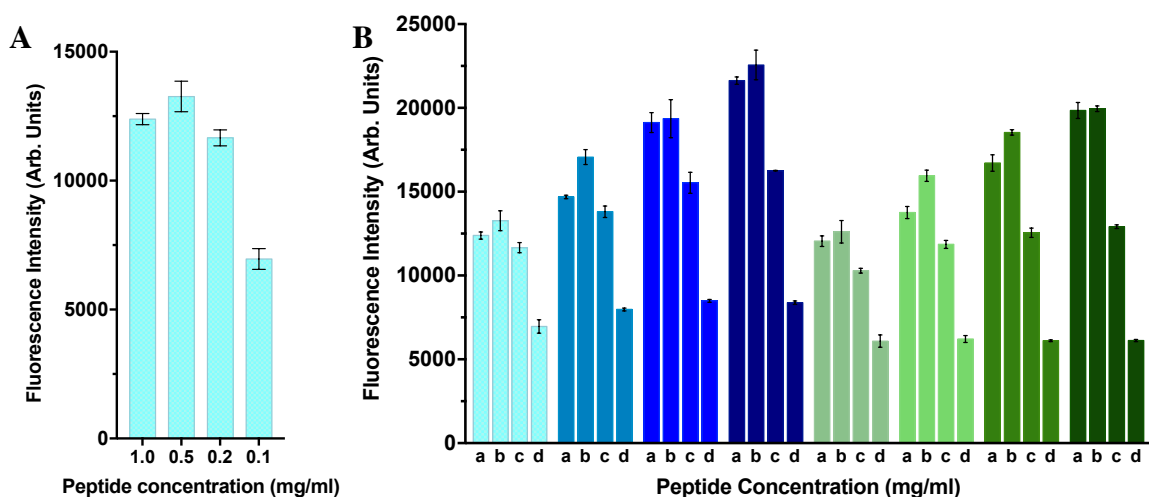 A
Fluorescence Intensity (Arb. Units)
15000
10000
5000
0
1.0 0.5 0.2 0.1
Peptide concentration (mg/ml)
B
Fluorescence Intensity (Arb. Units)
25000
20000
15000
10000
5000
0
a b c d a b c d a b c d a b c d a b c d a b c d a b c d a b c d
Peptide Concentration (mg/ml)